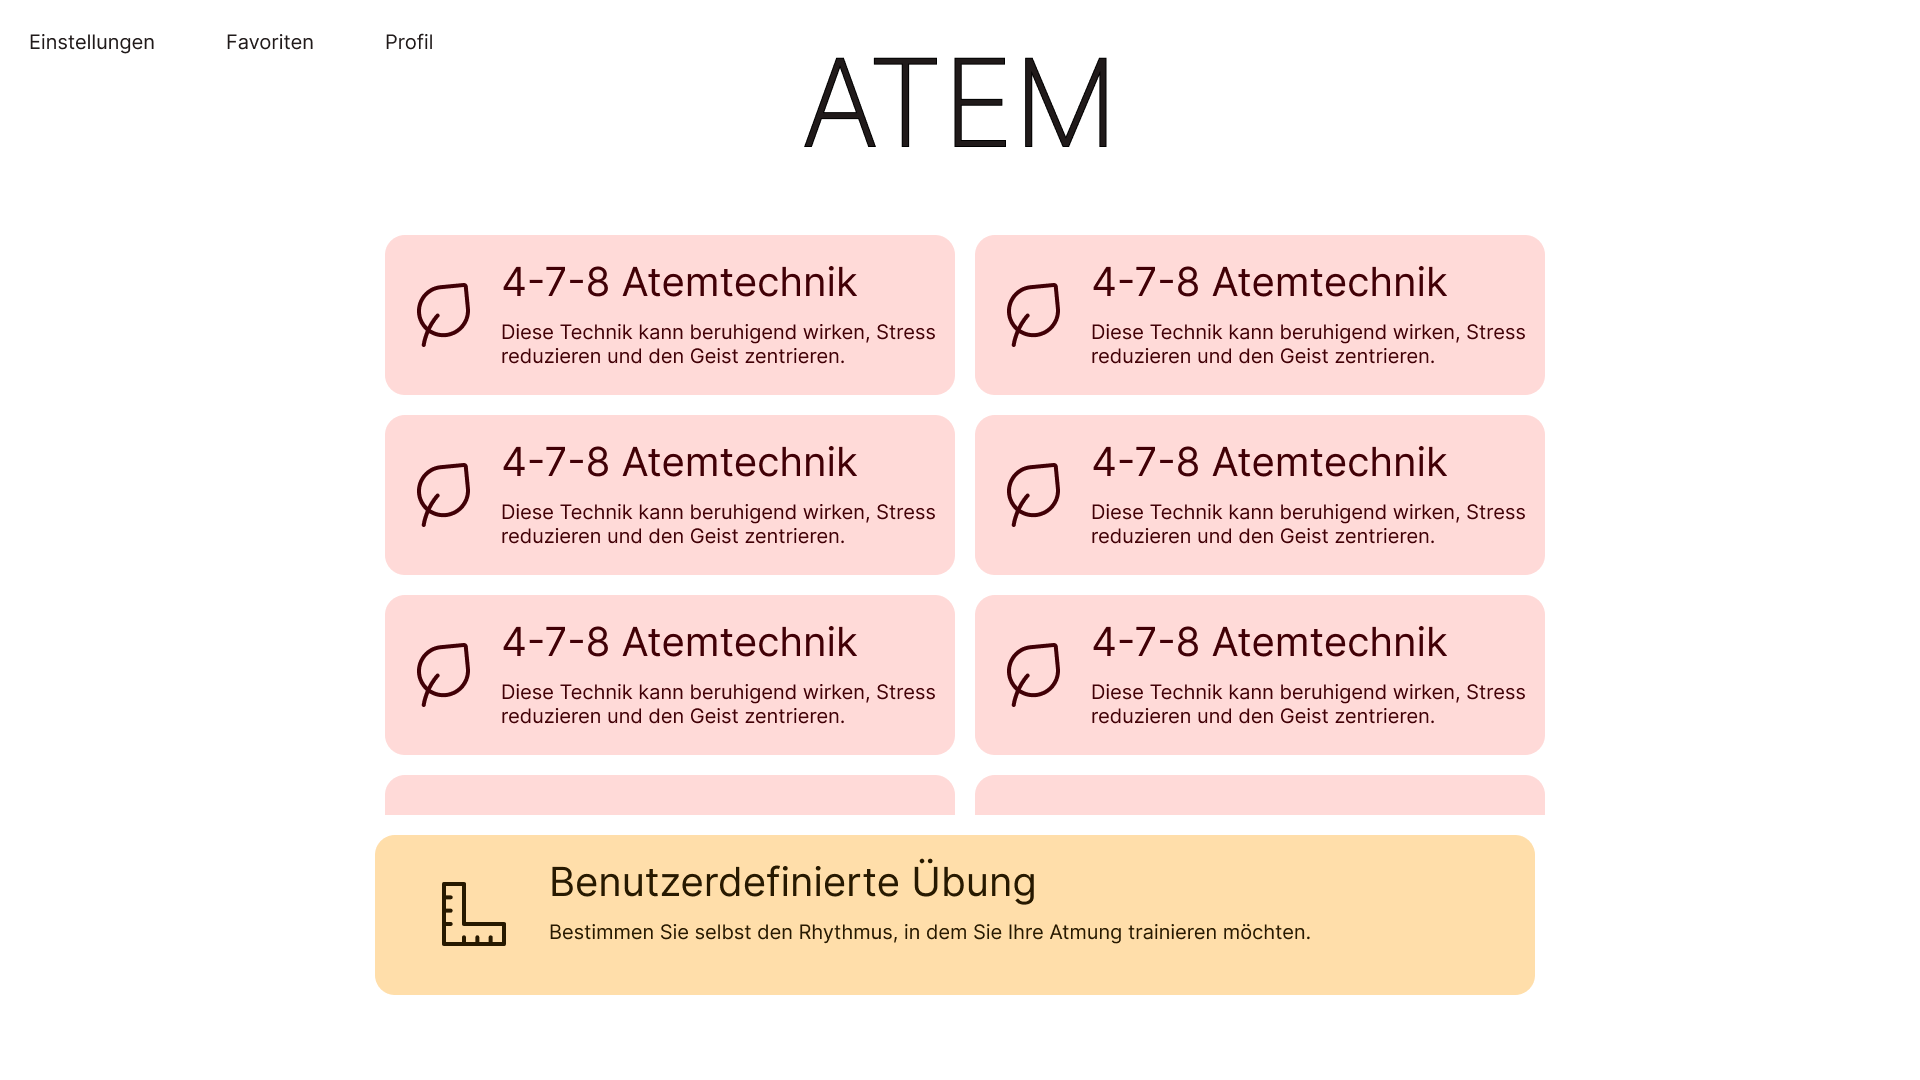 Einstellungen
Favoriten
Profil
ATEM
4-7-8 Atemtechnik
Diese Technik kann beruhigend wirken, Stress
reduzieren und den Geist zentrieren.
4-7-8 Atemtechnik
Diese Technik kann beruhigend wirken, Stress
reduzieren und den Geist zentrieren.
4-7-8 Atemtechnik
Diese Technik kann beruhigend wirken, Stress
reduzieren und den Geist zentrieren.
4-7-8 Atemtechnik
Diese Technik kann beruhigend wirken, Stress
reduzieren und den Geist zentrieren.
4-7-8 Atemtechnik
Diese Technik kann beruhigend wirken, Stress
reduzieren und den Geist zentrieren.
4-7-8 Atemtechnik
Diese Technik kann beruhigend wirken, Stress
reduzieren und den Geist zentrieren.
Benutzerdefinierte Übung
Bestimmen Sie selbst den Rhythmus, in dem Sie Ihre Atmung trainieren möchten.